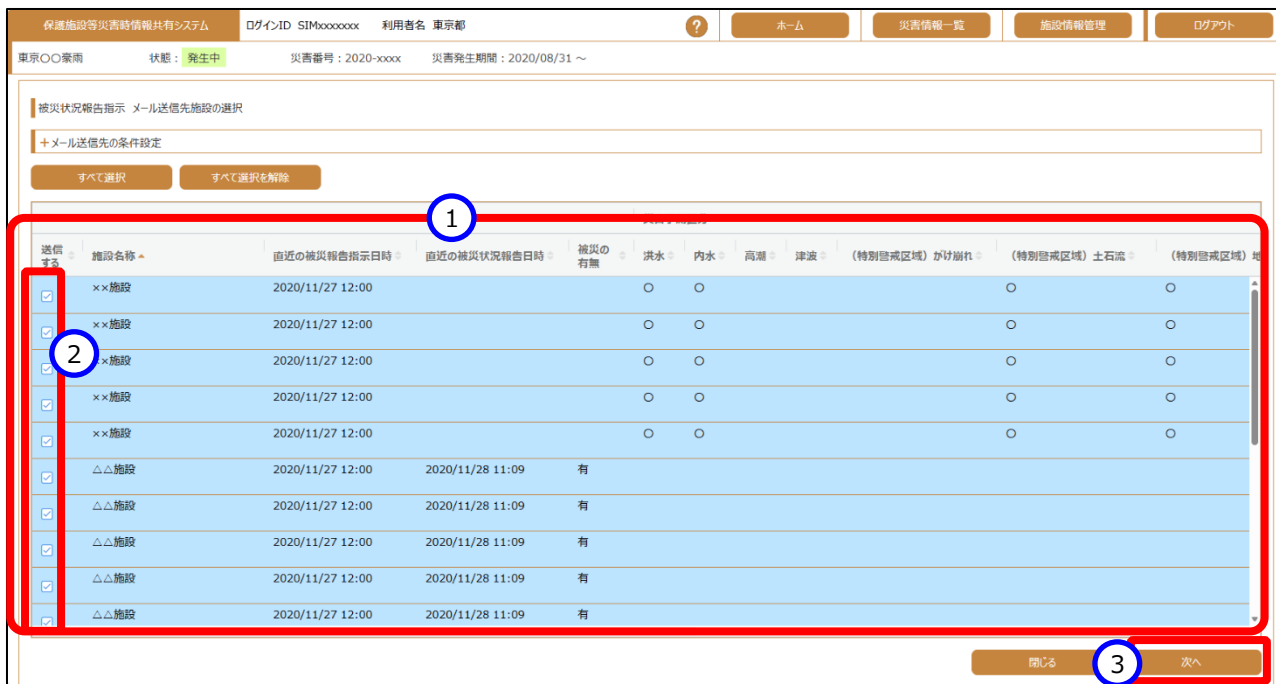 保護施設等災害時情報共有システム ログインID SIMxxxxxxx 利用者名 東京都 ? ホーム 災害情報一覧 施設情報管理 ログアウト
東京〇〇豪雨 状態： 発生中 災害番号：2020-xxxx 災害発生期間：2020/08/31 ～
被災状況報告指示 メール送信先施設の選択
＋メール送信先の条件設定
すべて選択 すべて選択を解除
1
送信する 施設名称 直近の被災報告指示日時 直近の被災状況報告日時 被災の有無 洪水 内水 高潮 津波 （特別警戒区域）がけ崩れ （特別警戒区域）土石流 （特別警戒区域）地
××施設 2020/11/27 12:00 〇 〇 〇 〇
××施設 2020/11/27 12:00 〇 〇 〇 〇
2
×施設 2020/11/27 12:00 〇 〇 〇 〇
××施設 2020/11/27 12:00 〇 〇 〇 〇
××施設 2020/11/27 12:00 〇 〇 〇 〇
△△施設 2020/11/27 12:00 2020/11/28 11:09 有
△△施設 2020/11/27 12:00 2020/11/28 11:09 有
△△施設 2020/11/27 12:00 2020/11/28 11:09 有
△△施設 2020/11/27 12:00 2020/11/28 11:09 有
△△施設 2020/11/27 12:00 2020/11/28 11:09 有
閉じる 3 次へ